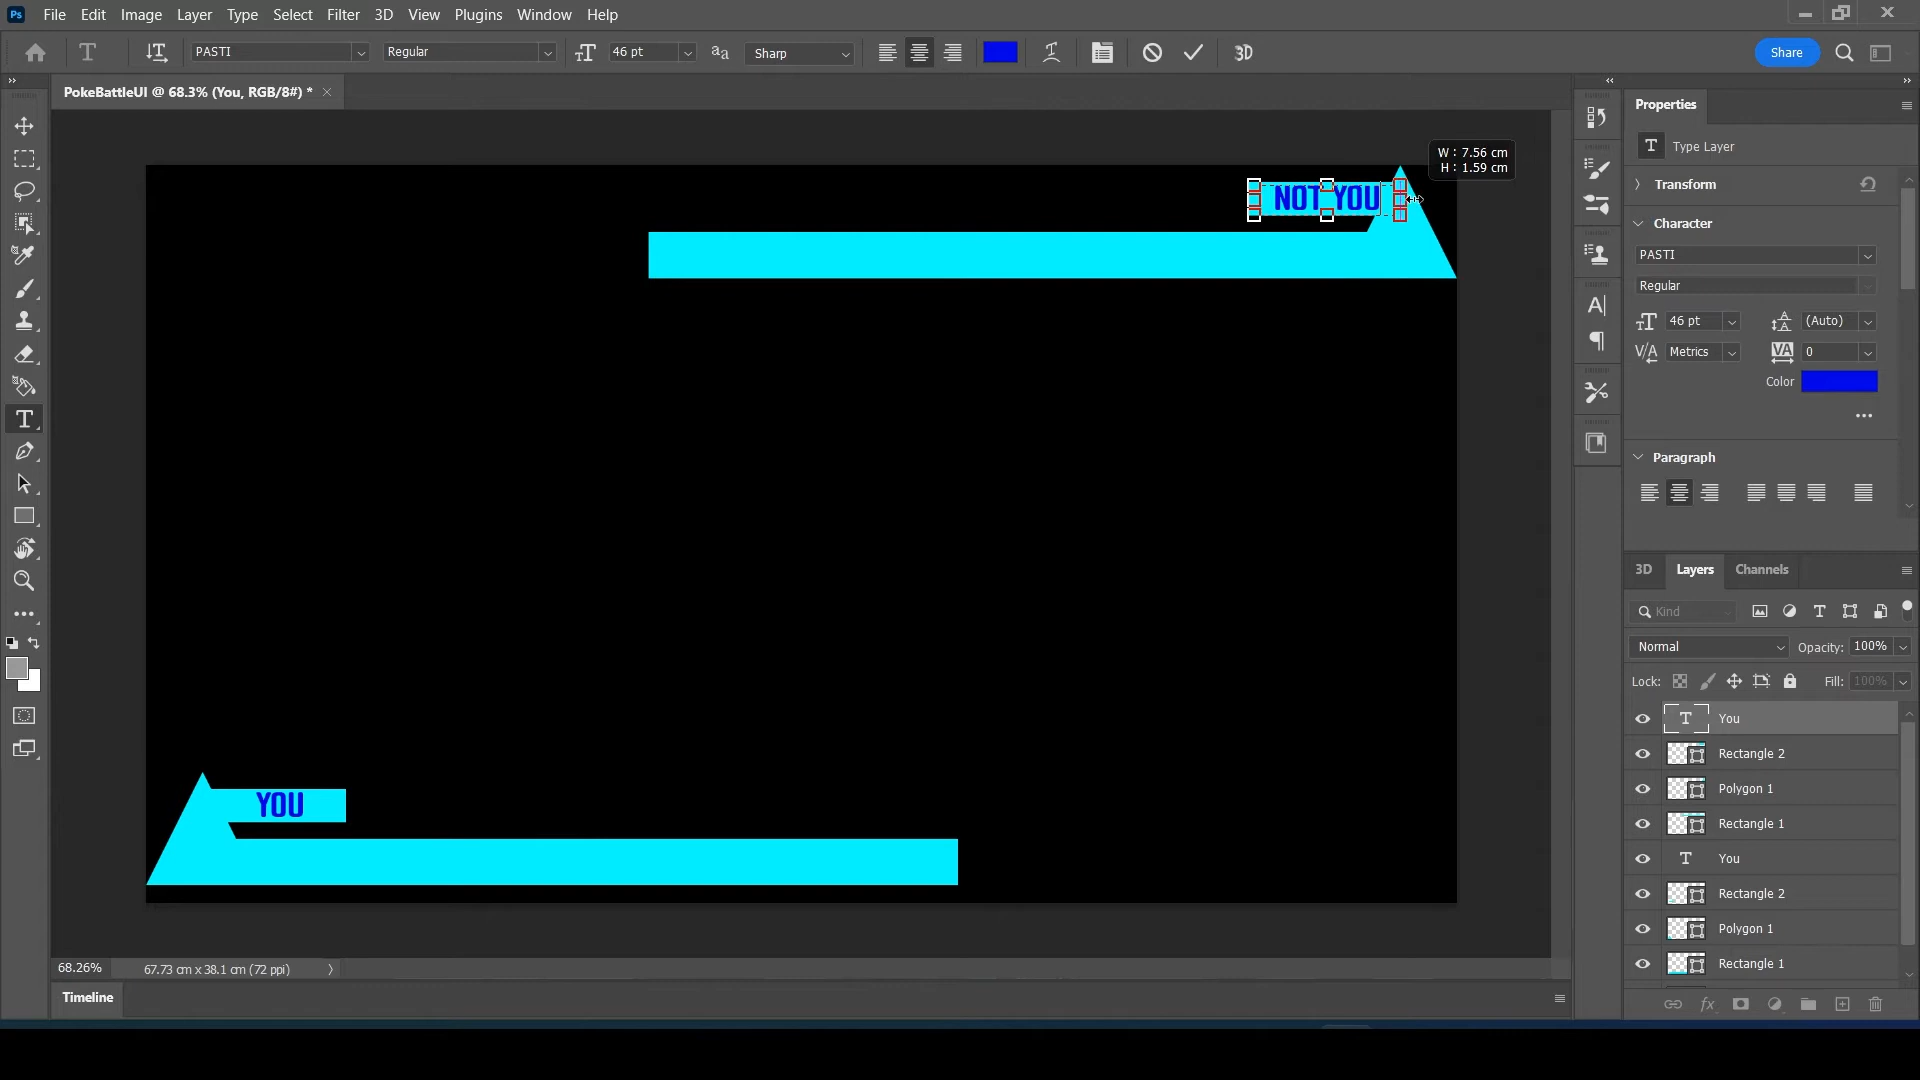 Ps File Edit Image Layer Type Select Filter 3D View Plugins Window Help
PASTI Regular 46 pt Sharp 3D Share
PokeBattleUI @ 68.3% (You, RGB/8#) *
Properties
T Type Layer
Transform
Character
PASTI
Regular
46 pt (Auto)
Metrics 0
Color
Paragraph
W : 7.56 cm
H : 1.59 cm
NOT YOU
YOU
3D Layers Channels
Kind
Normal Opacity: 100%
Lock: Fill: 100%
T You
Rectangle 2
Polygon 1
Rectangle 1
T You
Rectangle 2
Polygon 1
Rectangle 1
68.26% 67.73 cm x 38.1 cm (72 ppi)
Timeline